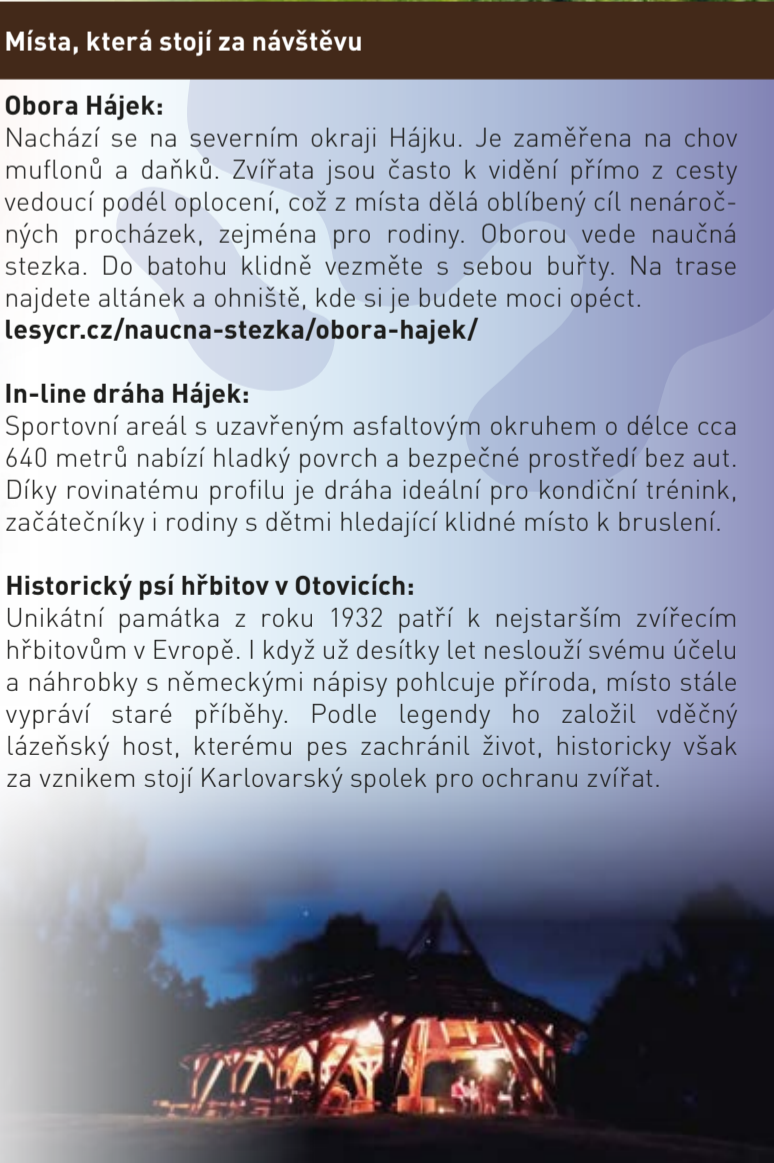 Místa, která stojí za návštěvu
Obora Hájek:
Nachází se na severním okraji Hájku. Je zaměřena na chov
muflonů a daňků. Zvířata jsou často k vidění přímo z cesty
vedoucí podél oplocení, což z místa dělá oblíbený cíl nenároč-
ných procházek, zejména pro rodiny. Oborou vede naučná
stezka. Do batohu klidně vezměte s sebou buřty. Na trase
najdete altánek a ohniště, kde si je budete moci opéct.
lesycr.cz/naucna-stezka/obora-hajek/
In-line dráha Hájek:
Sportovní areál s uzavřeným asfaltovým okruhem o délce cca
640 metrů nabízí hladký povrch a bezpečné prostředí bez aut.
Díky rovinatému profilu je dráha ideální pro kondiční trénink,
začátečníky i rodiny s dětmi hledající klidné místo k bruslení.
Historický psí hřbitov v Otovicích:
Unikátní památka z roku 1932 patří k nejstarším zvířecím
hřbitovům v Evropě. I když už desítky let neslouží svému účelu
a náhrobky s německými nápisy pohlcuje příroda, místo stále
vypráví staré příběhy. Podle legendy ho založil vděčný
lázeňský host, kterému pes zachránil život, historicky však
za vznikem stojí Karlovarský spolek pro ochranu zvířat.